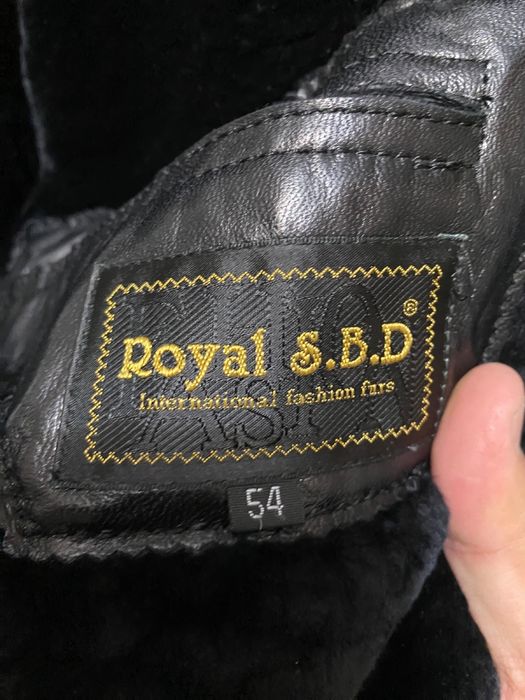 Royal S.B.D®
International fashion furs
54